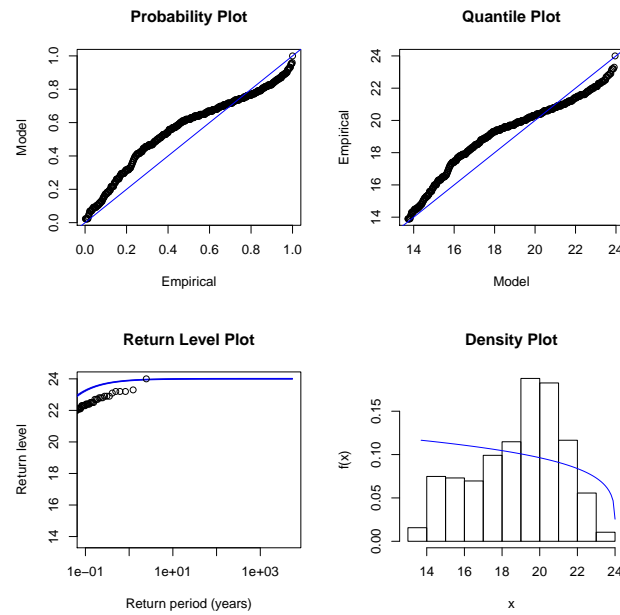 Probability Plot
Model
0.0 0.2 0.4 0.6 0.8 1.0
0.0 0.2 0.4 0.6 0.8 1.0
Empirical
Quantile Plot
Empirical
14 16 18 20 22 24
14 16 18 20 22 24
Model
Return Level Plot
Return level
14 16 18 20 22 24
1e−01 1e+01 1e+03
Return period (years)
Density Plot
f(x)
0.00 0.05 0.10 0.15
14 16 18 20 22 24
x